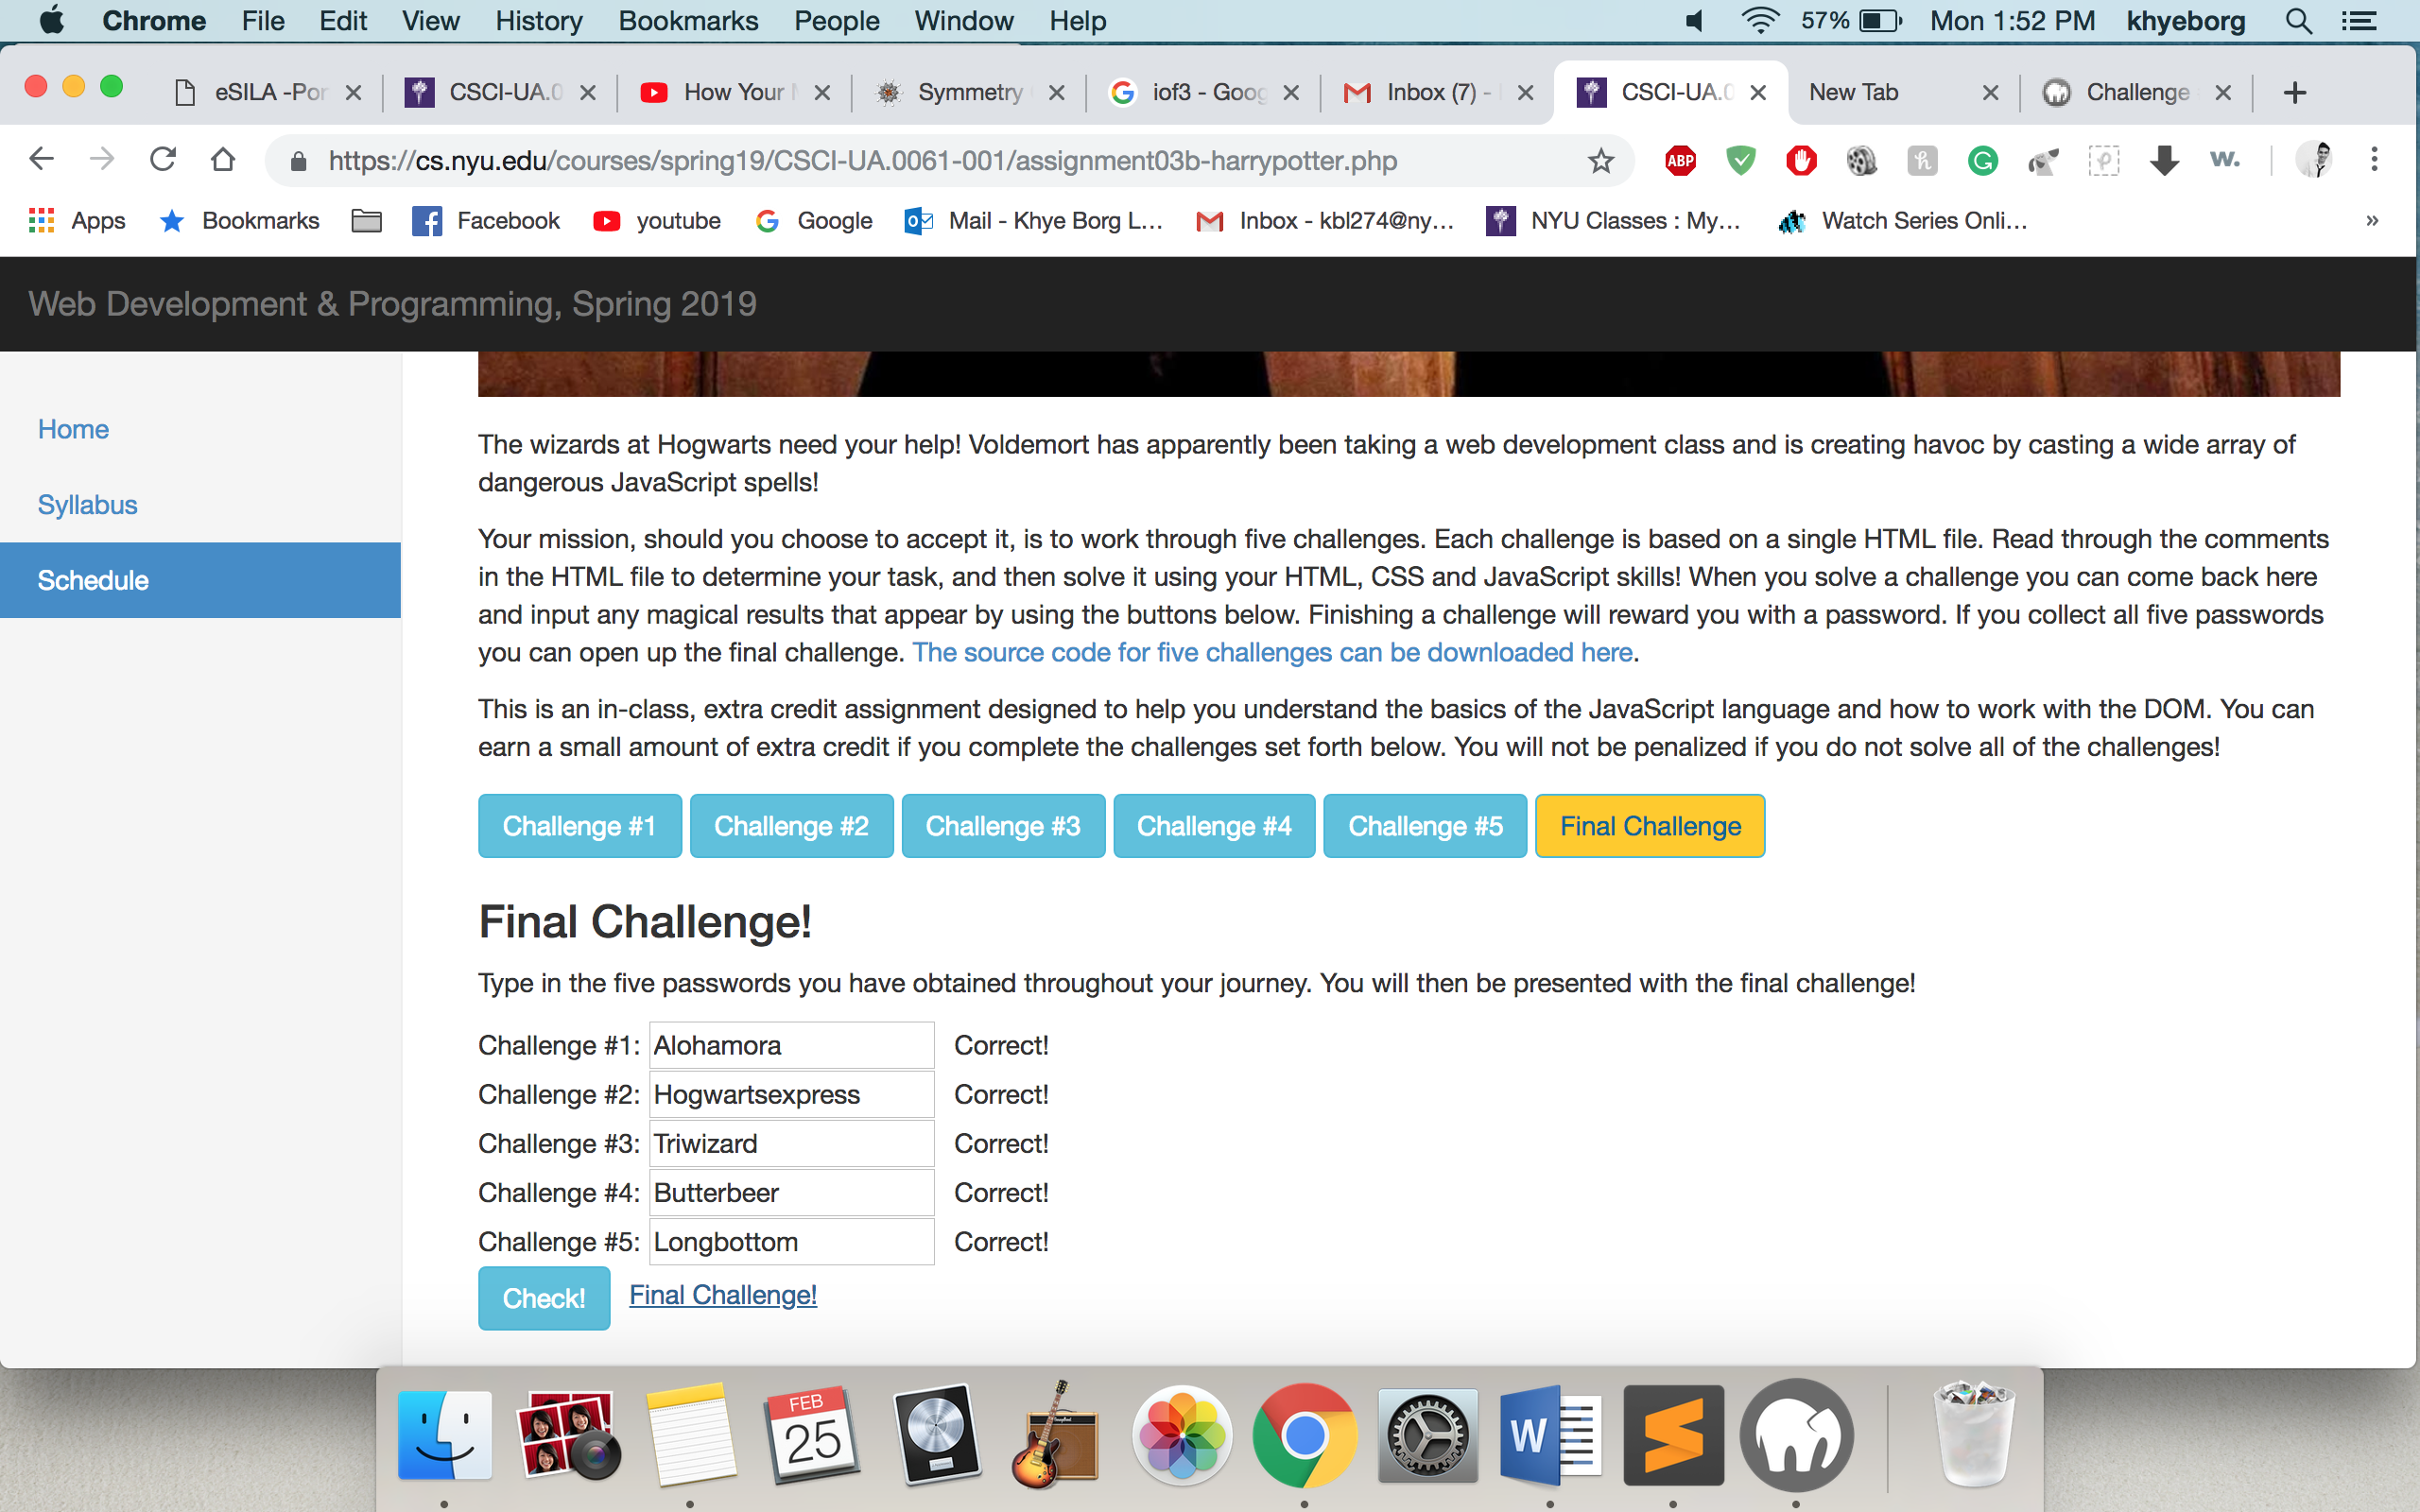 Chrome File Edit View History Bookmarks People Window Help 57% Mon 1:52 PM khyeborg
eSILA -Por CSCI-UA.0 How Your Symmetry iof3 - Goog Inbox (7) - CSCI-UA.0 New Tab Challenge
https://cs.nyu.edu/courses/spring19/CSCI-UA.0061-001/assignment03b-harrypotter.php ABP w.
Apps Bookmarks Facebook youtube Google Mail - Khye Borg L... Inbox - kbl274@ny... NYU Classes : My... Watch Series Onli... »
Web Development & Programming, Spring 2019
Home
Syllabus
Schedule
The wizards at Hogwarts need your help! Voldemort has apparently been taking a web development class and is creating havoc by casting a wide array of
dangerous JavaScript spells!
Your mission, should you choose to accept it, is to work through five challenges. Each challenge is based on a single HTML file. Read through the comments
in the HTML file to determine your task, and then solve it using your HTML, CSS and JavaScript skills! When you solve a challenge you can come back here
and input any magical results that appear by using the buttons below. Finishing a challenge will reward you with a password. If you collect all five passwords
you can open up the final challenge. The source code for five challenges can be downloaded here.
This is an in-class, extra credit assignment designed to help you understand the basics of the JavaScript language and how to work with the DOM. You can
earn a small amount of extra credit if you complete the challenges set forth below. You will not be penalized if you do not solve all of the challenges!
Challenge #1 Challenge #2 Challenge #3 Challenge #4 Challenge #5 Final Challenge
Final Challenge!
Type in the five passwords you have obtained throughout your journey. You will then be presented with the final challenge!
Challenge #1: Alohamora Correct!
Challenge #2: Hogwartsexpress Correct!
Challenge #3: Triwizard Correct!
Challenge #4: Butterbeer Correct!
Challenge #5: Longbottom Correct!
Check! Final Challenge!
FEB
25
W